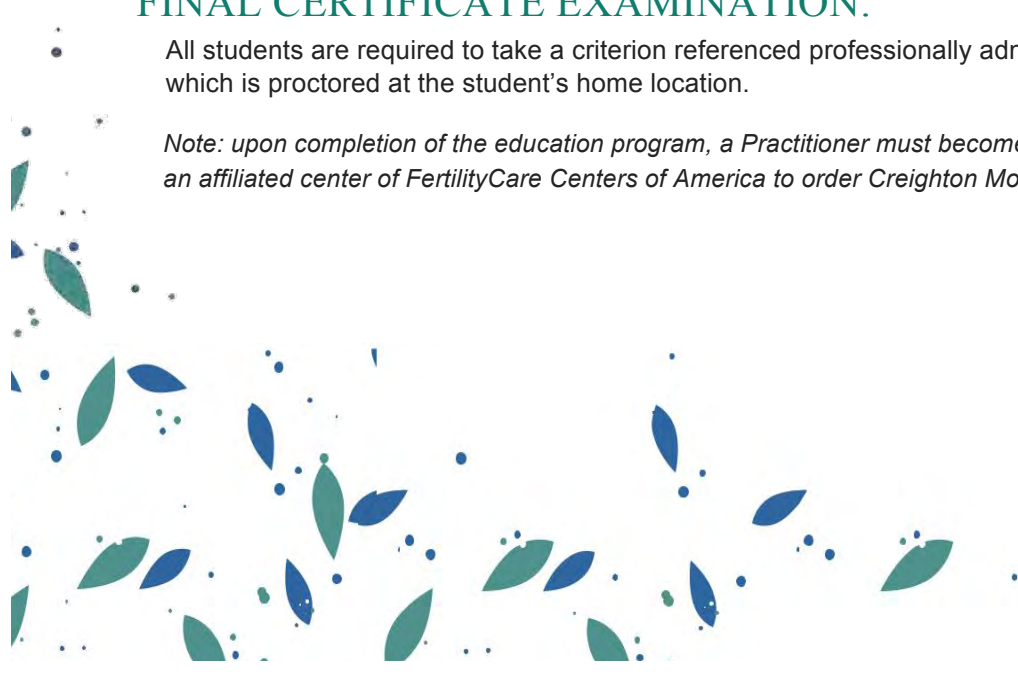 FINAL CERTIFICATE EXAMINATION:
All students are required to take a criterion referenced professionally
which is proctored at the student’s home location.
Note: upon completion of the education program, a Practitioner must become
an affiliated center of FertilityCare Centers of America to order Creighton